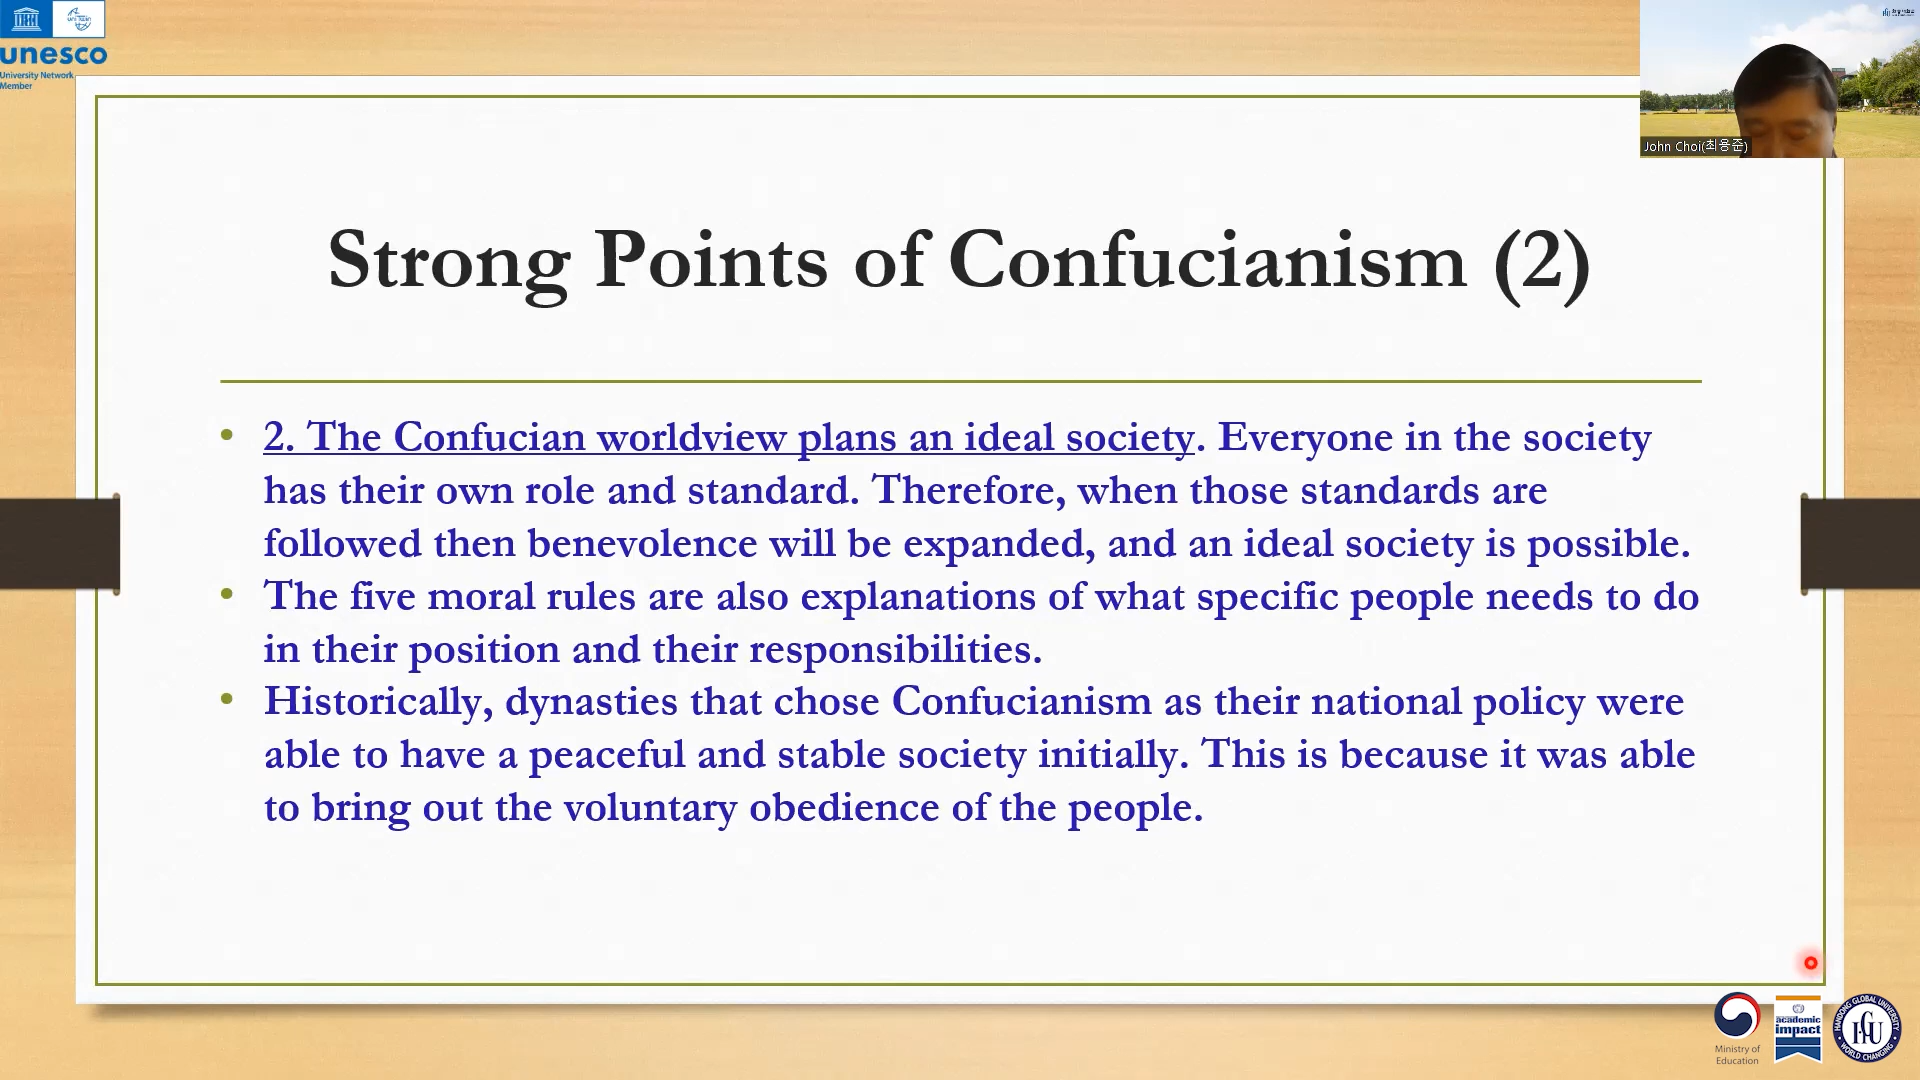 unesco
University Network
Member
John Choi(최용준)
Strong Points of Confucianism (2)
• 2. The Confucian worldview plans an ideal society. Everyone in the society
has their own role and standard. Therefore, when those standards are
followed then benevolence will be expanded, and an ideal society is possible.
• The five moral rules are also explanations of what specific people needs to do
in their position and their responsibilities.
• Historically, dynasties that chose Confucianism as their national policy were
able to have a peaceful and stable society initially. This is because it was able
to bring out the voluntary obedience of the people.
Ministry of
Education
academic
impact
HANDONG GLOBAL UNIVERSITY
HGU
WORLD CHANGING